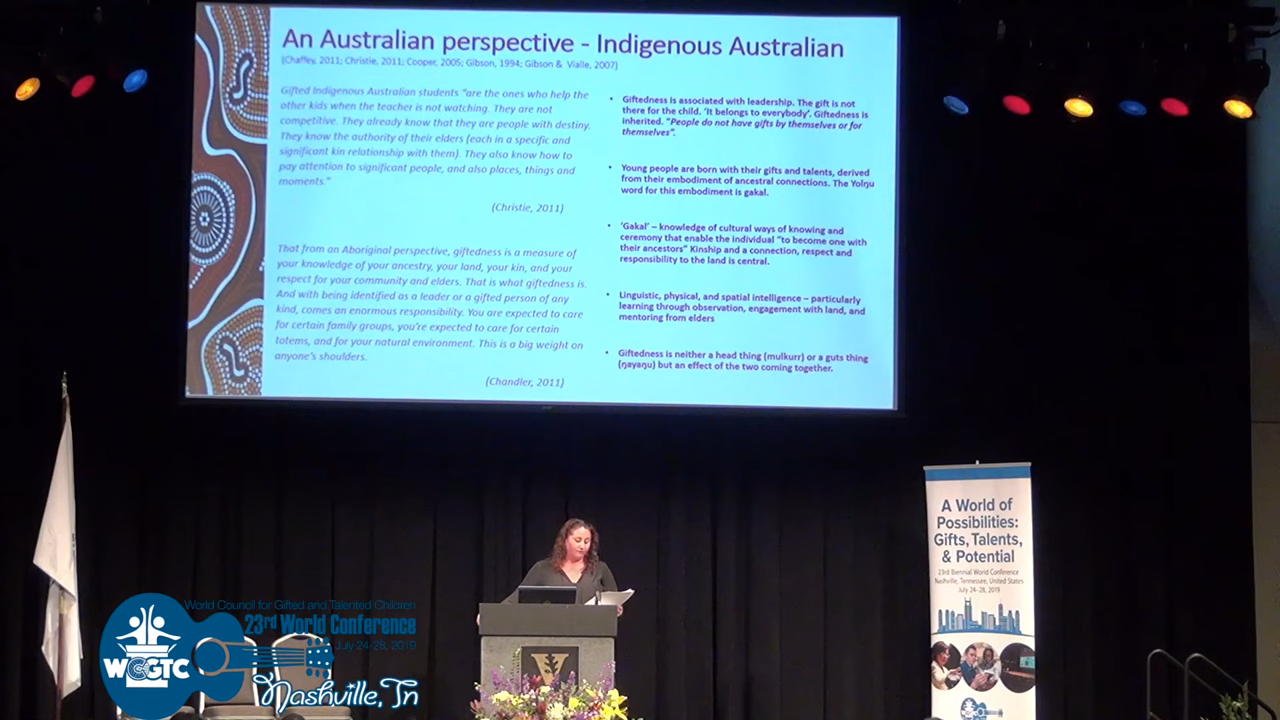 An Australian perspective - Indigenous Australian
(Chaffey, 2011; Christie, 2011; Cooper, 2005; Gibson, 1994; Gibson & Vialle, 2007)
Gifted Indigenous Australian students "are the ones who help the
other kids when the teacher is not watching. They are not
competitive. They already know that they are people with destiny.
They know the authority of their elders (each in a specific and
significant kin relationship with them). They also know how to
pay attention to significant people, and also places, things and
moments."
(Christie, 2011)
That from an Aboriginal perspective, giftedness is a measure of
your knowledge of your ancestry, your land, your kin, and your
respect for your community and elders. That is what giftedness is.
And with being identified as a leader or a gifted person of any
kind, comes an enormous responsibility. You are expected to care
for certain family groups, you're expected to care for certain
totems, and for your natural environment. This is a big weight on
anyone's shoulders.
(Chandler, 2011)
• Giftedness is associated with leadership. The gift is not
there for the child. 'It belongs to everybody'. Giftedness is
inherited. "People do not have gifts by themselves or for
themselves".
• Young people are born with their gifts and talents, derived
from their embodiment of ancestral connections. The Yolŋu
word for this embodiment is gakal.
• 'Gakal' – knowledge of cultural ways of knowing and
ceremony that enable the individual "to become one with
their ancestors" Kinship and a connection, respect and
responsibility to the land is central.
• Linguistic, physical, and spatial intelligence – particularly
learning through observation, engagement with land, and
mentoring from elders
• Giftedness is neither a head thing (mulkurr) or a guts thing
(ŋayaŋu) but an effect of the two coming together.
A World of
Possibilities:
Gifts, Talents,
& Potential
23rd Biennial World Conference
Nashville, Tennessee, United States
July 24-28, 2019
World Council for Gifted and Talented Children
23rd World Conference
July 24-28, 2019
WCGTC
Nashville, Tn
V